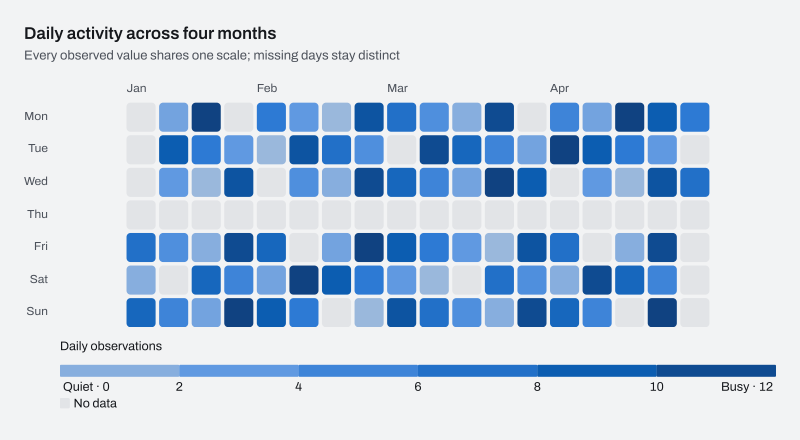 Daily activity across four months
Every observed value shares one scale; missing days stay distinct
Jan Feb Mar Apr
Mon
Tue
Wed
Thu
Fri
Sat
Sun
Daily observations
Quiet · 0 2 4 6 8 10 Busy · 12
No data